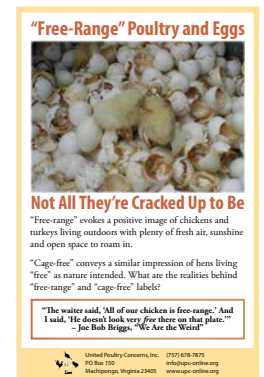 “Free-Range” Poultry and Eggs
Not All They’re Cracked Up to Be
“Free-range” evokes a positive image of chickens and
turkeys living outdoors with plenty of fresh air, sunshine
and open space to roam in.
“Cage-free” conveys a similar impression of hens living
“free” as nature intended. What are the realities behind
“free-range” and “cage-free” labels?
“The waiter said, ‘All of our chicken is free-range.’ And
I said, ‘He doesn’t look very free there on that plate.’”
– Joe Bob Briggs, “We Are the Weird”
United Poultry Concerns, Inc. (757) 678-7875
PO Box 150 info@upc-online.org
Machipongo, Virginia 23405 www.upc-online.org